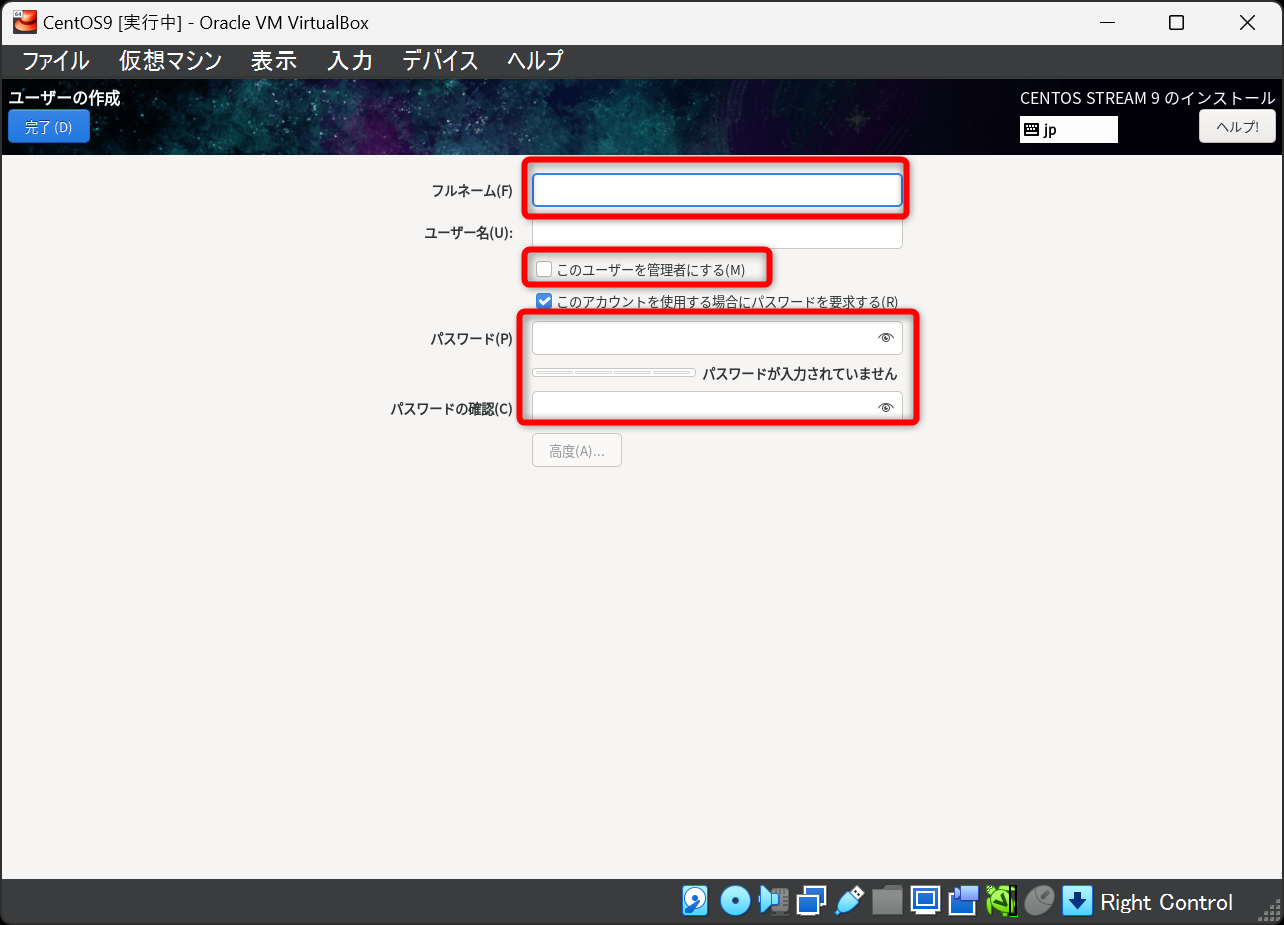 64
CentOS9 [実行中] - Oracle VM VirtualBox
ファイル 仮想マシン 表示 入力 デバイス ヘルプ
ユーザーの作成
CENTOS STREAM 9 のインストール
完了 (D)
jp
ヘルプ!
フルネーム(F)
ユーザー名(U):
このユーザーを管理者にする(M)
このアカウントを使用する場合にパスワードを要求する(R)
パスワード(P)
パスワードが入力されていません
パスワードの確認(C)
高度(A)...
Right Control